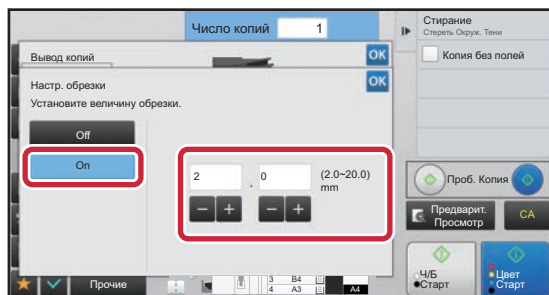 Число копий 1
Стирание
Стереть Окруж. Тени
Вывод копий
OK
Копия без полей
Настр. обрезки
OK
Установите величину обрезки.
Off
On
2 . 0 (2.0~20.0)
mm
Проб. Копия
Предварит.
Просмотр
CA
Прочие
3 B4
4 A3
A4
Ч/Б
Старт
Цвет
Старт